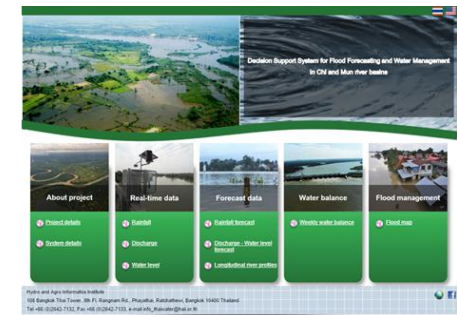 Decision Support System for Flood Forecasting and Water Management
in Chi and Mun river basins
About project
Real-time data
Forecast data
Water balance
Flood management
Project details
Rainfall
Rainfall forecast
Weekly water balance
Flood map
System details
Discharge
Discharge - Water level
forecast
Water level
Longitudinal river profiles
Hydro and Agro Informatics Institute
108 Bangkok Thai Tower, 8th Fl. Rangnam Rd., Phayathai, Ratchathewi, Bangkok 10400 Thailand.
Tel +66 (0)2642-7132, Fax +66 (0)2642-7133, e-mail:info_thaiwater@haii.or.th